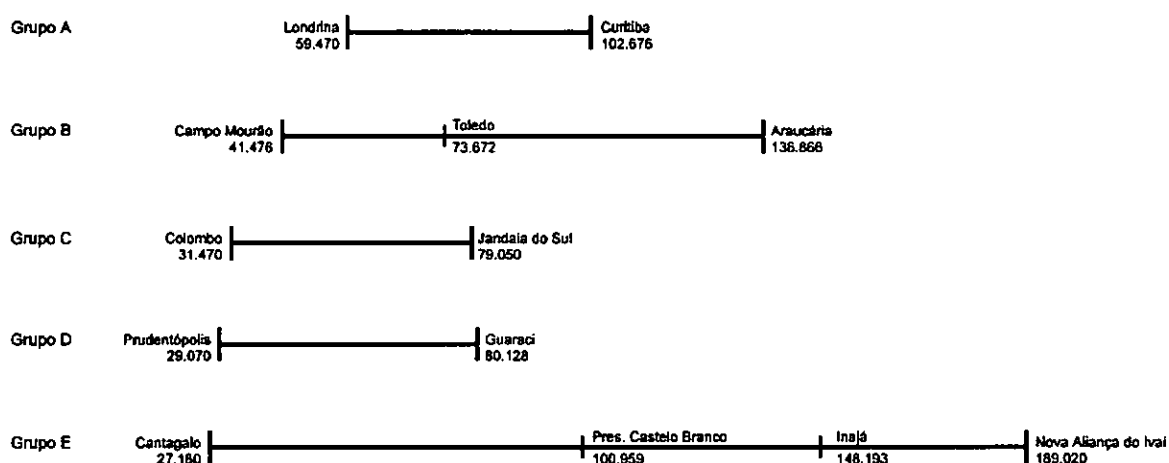 Grupo A
Londrina
59.470
Curitiba
102.676
Grupo B
Campo Mourão
41.476
Toledo
73.672
Araucária
136.866
Grupo C
Colombo
31.470
Jandaia do Sul
79.050
Grupo D
Prudentópolis
29.070
Guaraci
80.128
Grupo E
Cantagalo
27.160
Pres. Castelo Branco
100.959
Inajá
148.193
Nova Aliança do Ivaí
189.020